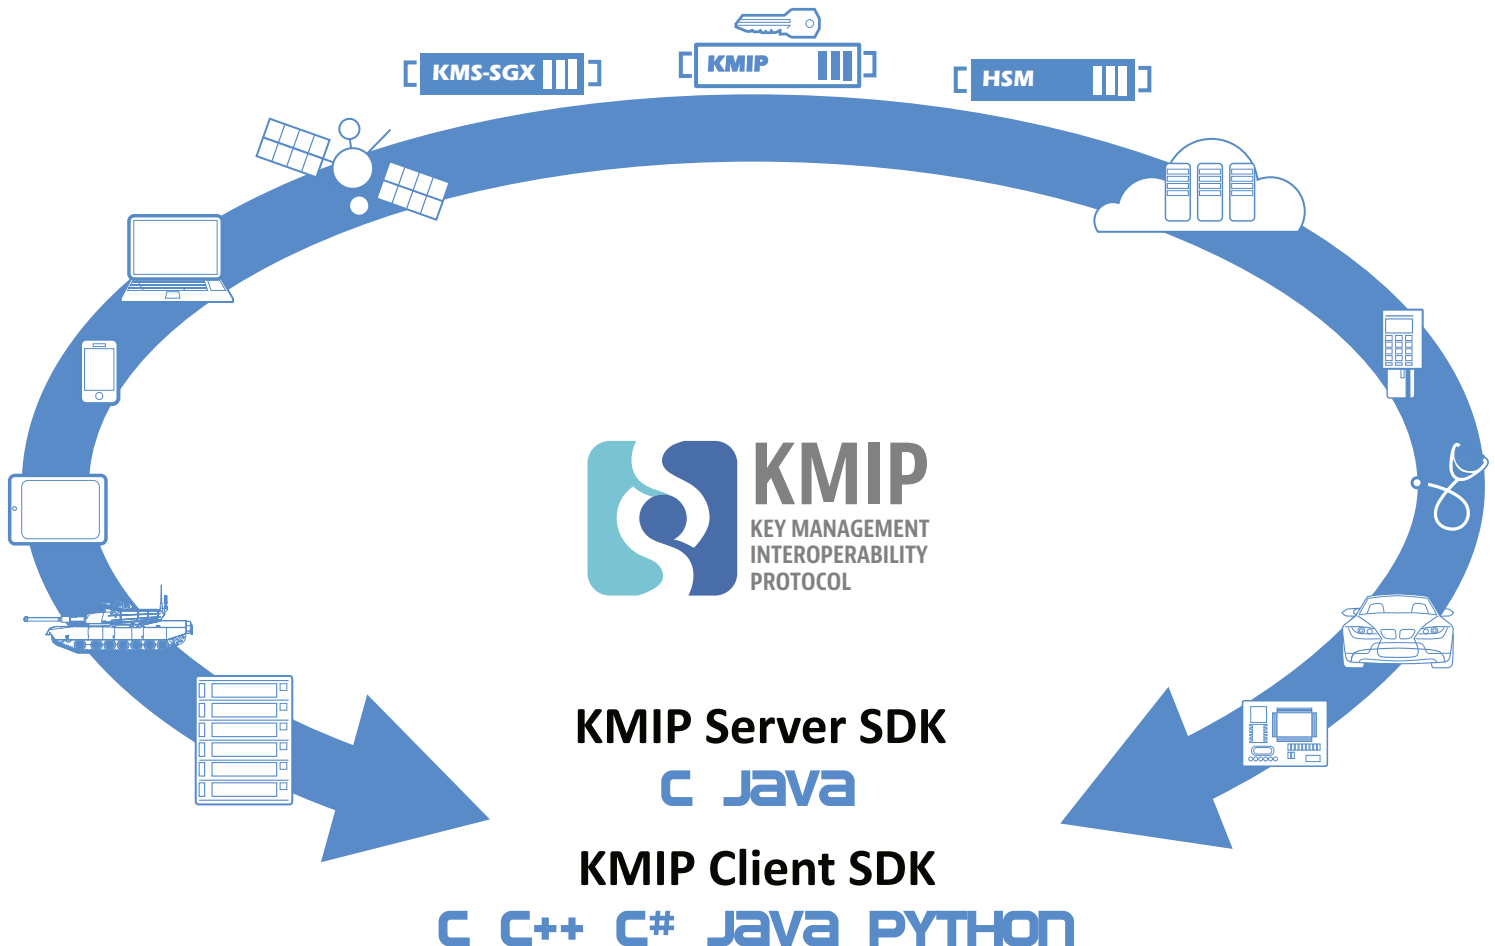 KMS-SGX
KMIP
HSM
KMIP
KEY MANAGEMENT
INTEROPERABILITY
PROTOCOL
KMIP Server SDK
C Java
KMIP Client SDK
C C++ C# Java PYTHON